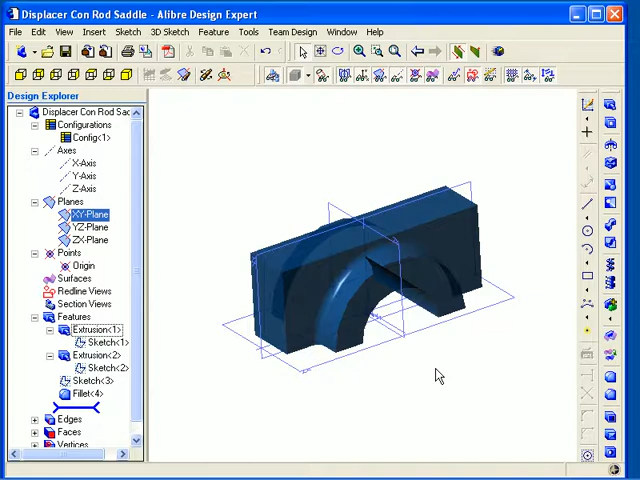 Displacer Con Rod Saddle - Alibre Design Expert
File Edit View Insert Sketch 3D Sketch Feature Tools Team Design Window Help
Design Explorer
Displacer Con Rod Sad
Configurations
Config<1>
Axes
X-Axis
Y-Axis
Z-Axis
Planes
XY-Plane
YZ-Plane
ZX-Plane
Points
Origin
Surfaces
Redline Views
Section Views
Features
Extrusion<1>
Sketch<1>
Extrusion<2>
Sketch<2>
Sketch<3>
Fillet<4>
Edges
Faces
Vertices